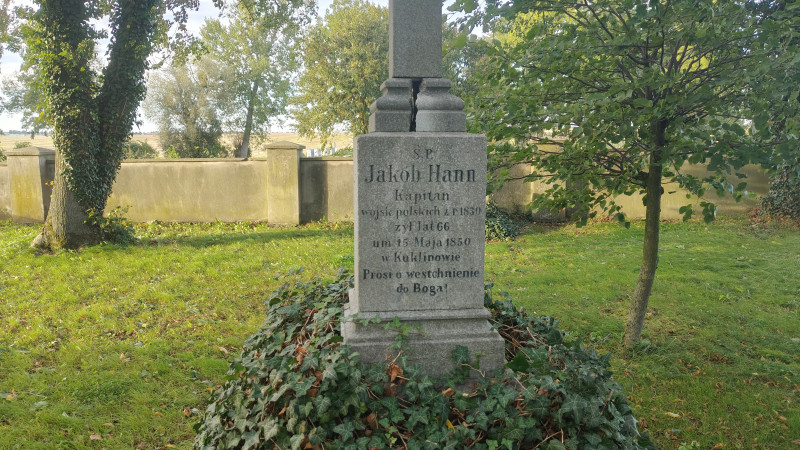 S.P.
Jakob Hann
Kapitan
wojsk polskich z r. 1830
żył lat 66
um. 15 Maja 1850
w Kuklinowie
Prosi o westchnienie
do Boga!